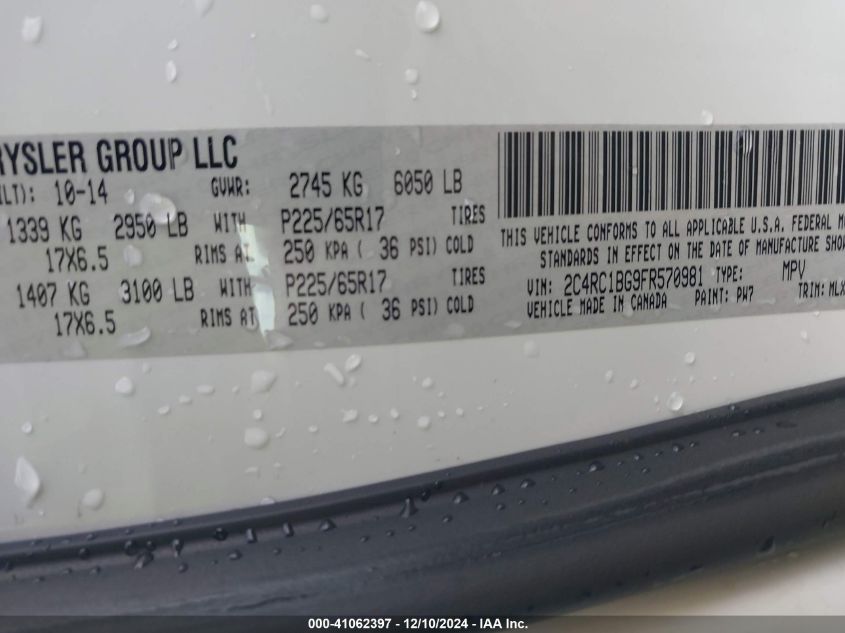 RYSLER GROUP LLC
ILT): 10-14 GVWR: 2745 KG 6050 LB
1339 KG 2950 LB WITH P225/65R17 TIRES
17X6.5 RIMS AT 250 KPA ( 36 PSI) COLD
1407 KG 3100 LB WITH P225/65R17 TIRES
17X6.5 RIMS AT 250 KPA ( 36 PSI) COLD
THIS VEHICLE CONFORMS TO ALL APPLICABLE U.S.A. FEDERAL MO
STANDARDS IN EFFECT ON THE DATE OF MANUFACTURE SHOW
VIN: 2C4RC1BG9FR570981 TYPE: MPV
VEHICLE MADE IN CANADA PAINT: PW7 TRIM: MLX
000-41062397 - 12/10/2024 - IAA Inc.